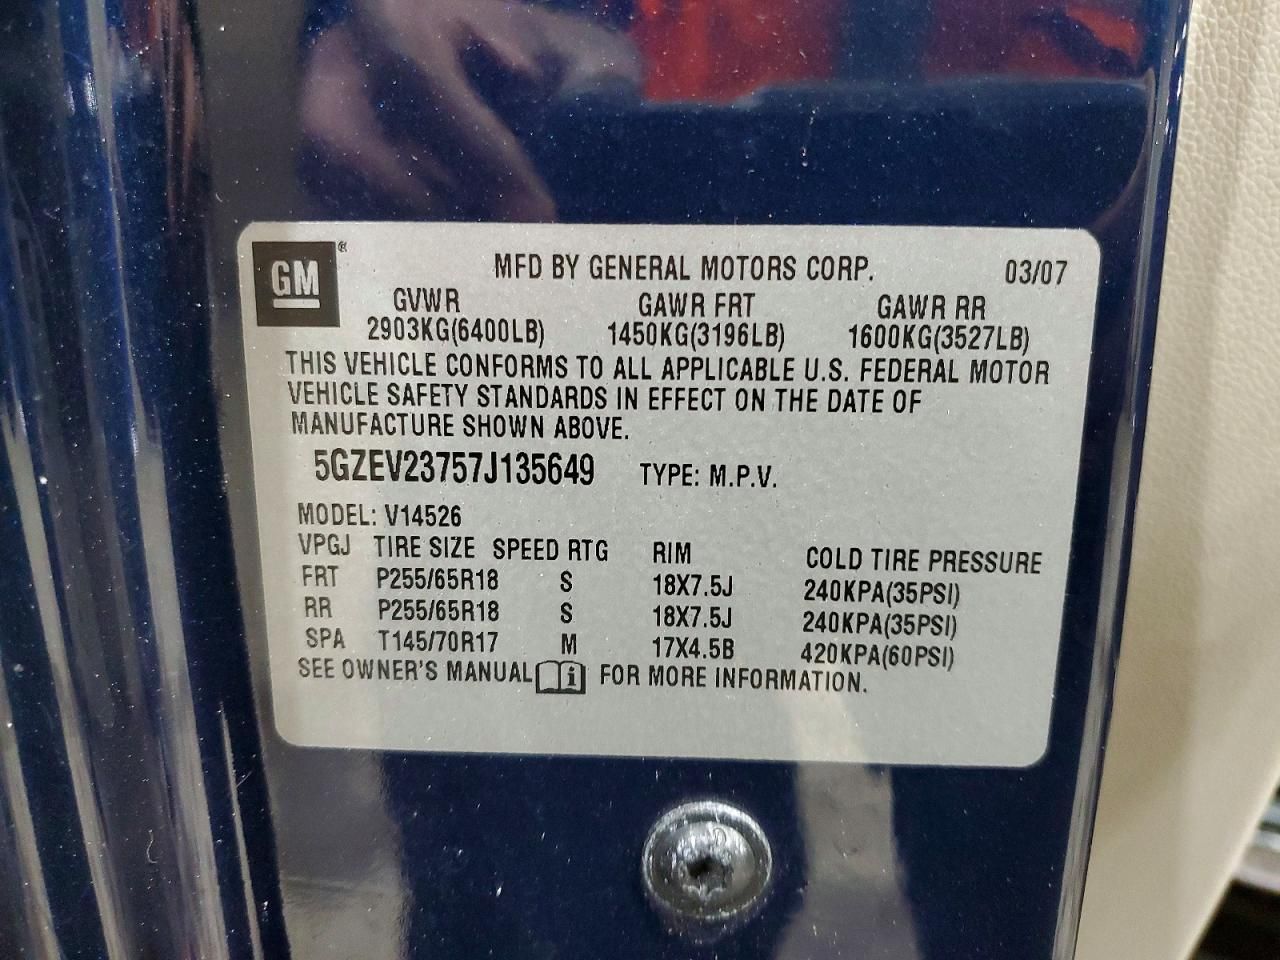 GM ® MFD BY GENERAL MOTORS CORP. 03/07
GVWR GAWR FRT GAWR RR
2903KG(6400LB) 1450KG(3196LB) 1600KG(3527LB)
THIS VEHICLE CONFORMS TO ALL APPLICABLE U.S. FEDERAL MOTOR
VEHICLE SAFETY STANDARDS IN EFFECT ON THE DATE OF
MANUFACTURE SHOWN ABOVE.
5GZEV23757J135649 TYPE: M.P.V.
MODEL: V14526
VPGJ TIRE SIZE SPEED RTG RIM COLD TIRE PRESSURE
FRT P255/65R18 S 18X7.5J 240KPA(35PSI)
RR P255/65R18 S 18X7.5J 240KPA(35PSI)
SPA T145/70R17 M 17X4.5B 420KPA(60PSI)
SEE OWNER'S MANUAL i FOR MORE INFORMATION.